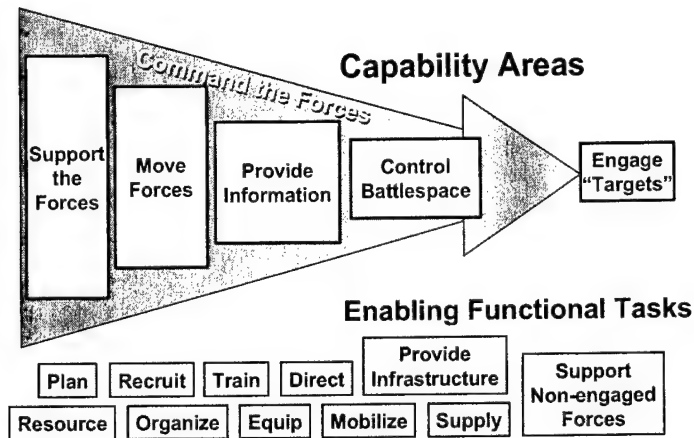 Capability Areas
Command the Forces
Support
the
Forces
Move
Forces
Provide
Information
Control
Battlespace
Engage
“Targets”
Enabling Functional Tasks
Plan
Recruit
Train
Direct
Provide
Infrastructure
Support
Non-engaged
Forces
Resource
Organize
Equip
Mobilize
Supply